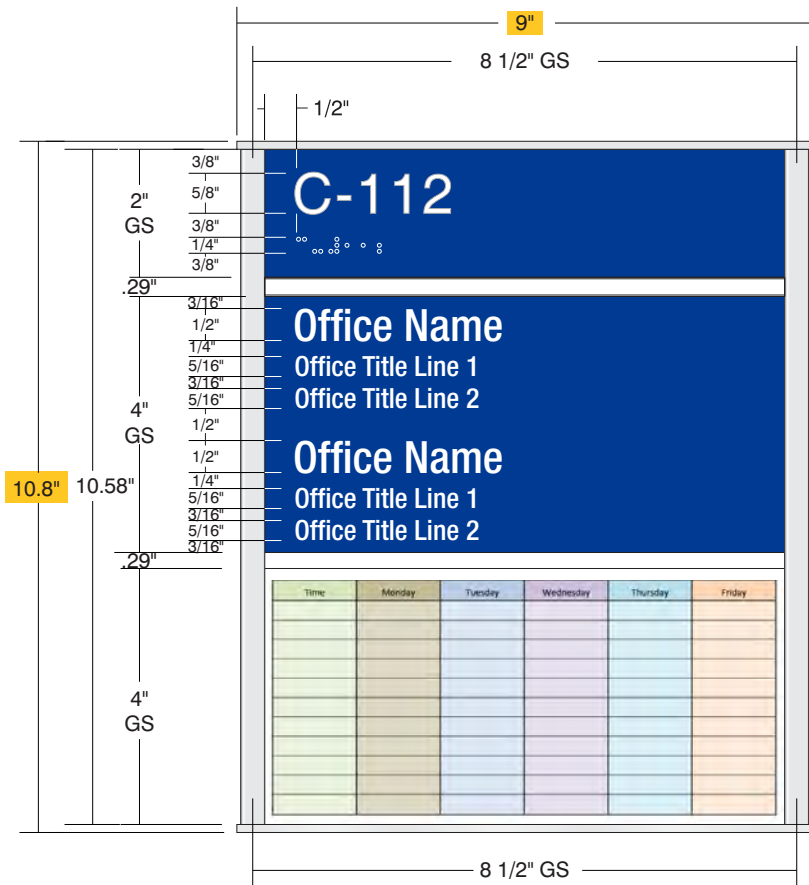 9"
8 1/2" GS
1/2"
3/8"
5/8"
3/8"
1/4"
3/8"
2"
GS
C-112
.29"
3/16"
1/2"
1/4"
5/16"
3/16"
5/16"
1/2"
1/2"
1/4"
5/16"
3/16"
5/16"
3/16"
4"
GS
Office Name
Office Title Line 1
Office Title Line 2
Office Name
Office Title Line 1
Office Title Line 2
10.8"
10.58"
.29"
Time Monday Tuesday Wednesday Thursday Friday
4"
GS
8 1/2" GS